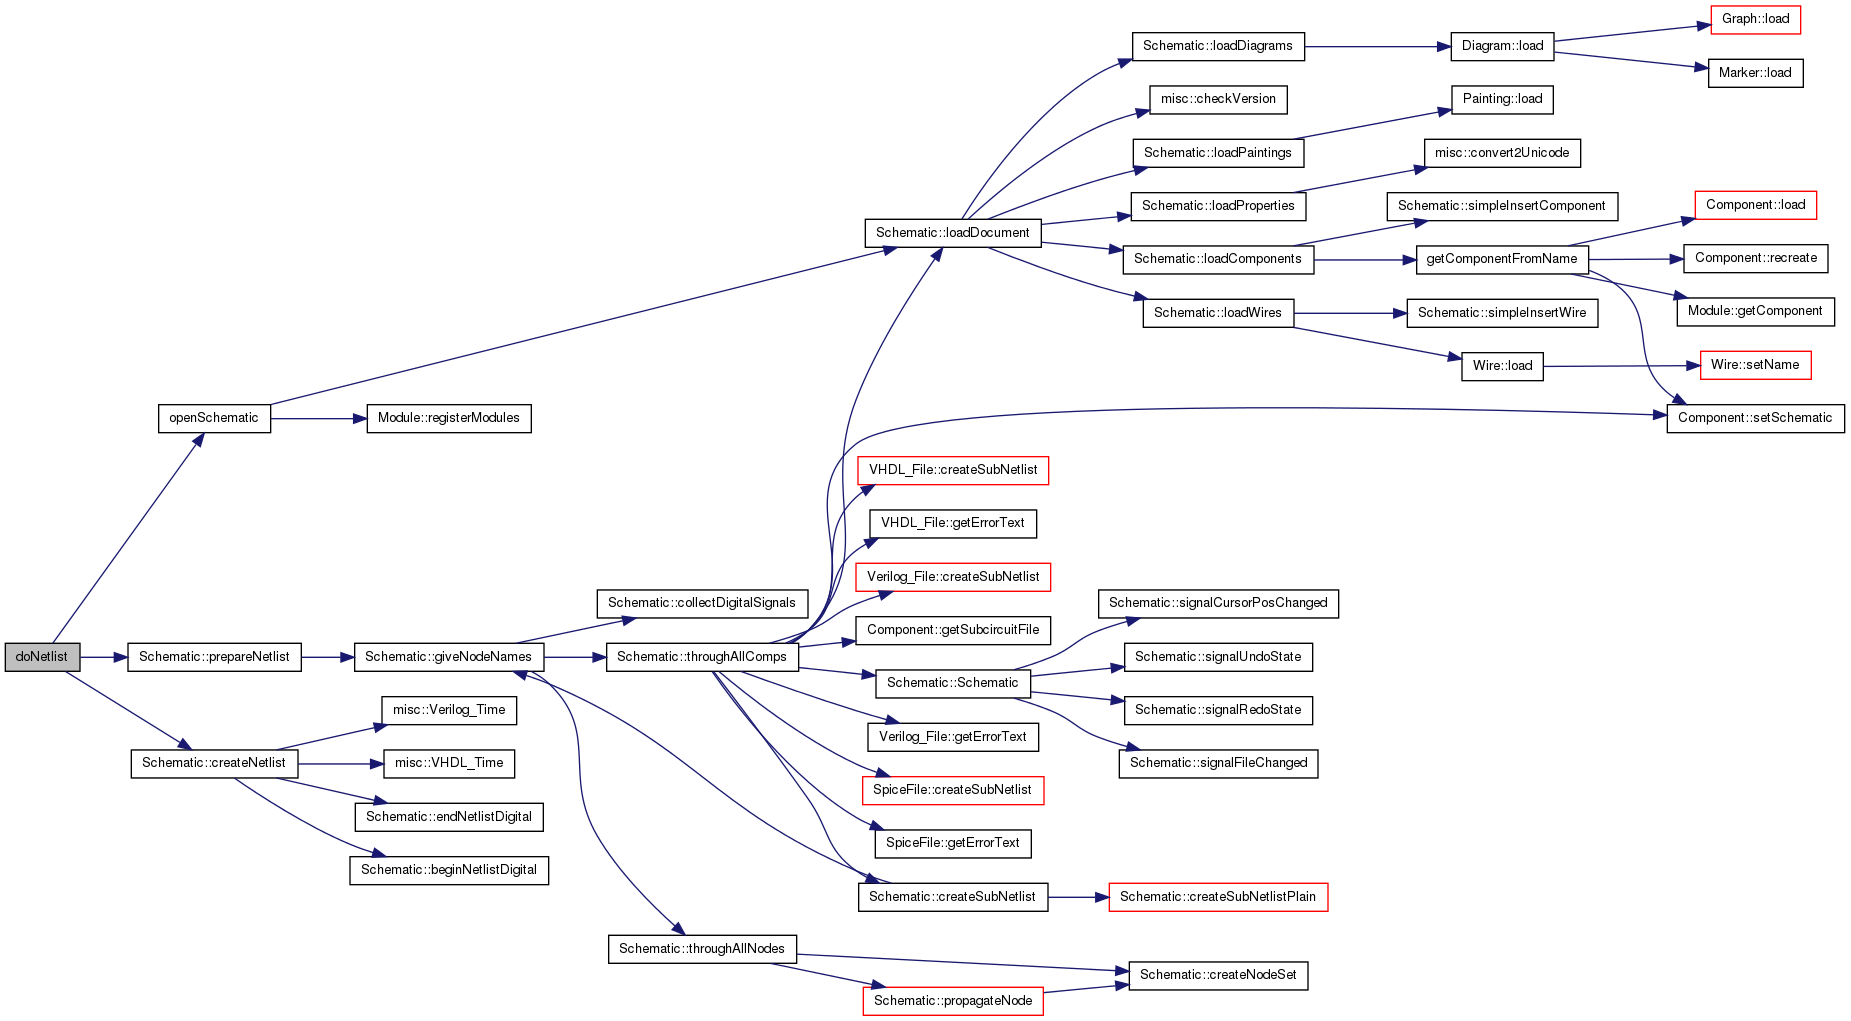 Graph::load
Schematic::loadDiagrams
Diagram::load
Marker::load
misc::checkVersion
Painting::load
Schematic::loadPaintings
misc::convert2Unicode
Schematic::loadProperties
Schematic::simpleInsertComponent
Component::load
Schematic::loadDocument
Schematic::loadComponents
getComponentFromName
Component::recreate
Schematic::loadWires
Schematic::simpleInsertWire
Module::getComponent
Wire::load
Wire::setName
openSchematic
Module::registerModules
Component::setSchematic
VHDL_File::createSubNetlist
VHDL_File::getErrorText
Verilog_File::createSubNetlist
Schematic::collectDigitalSignals
Schematic::signalCursorPosChanged
Component::getSubcircuitFile
doNetlist
Schematic::prepareNetlist
Schematic::giveNodeNames
Schematic::throughAllComps
Schematic::signalUndoState
Schematic::Schematic
misc::Verilog_Time
Schematic::signalRedoState
Verilog_File::getErrorText
Schematic::createNetlist
misc::VHDL_Time
Schematic::signalFileChanged
SpiceFile::createSubNetlist
Schematic::endNetlistDigital
SpiceFile::getErrorText
Schematic::beginNetlistDigital
Schematic::createSubNetlist
Schematic::createSubNetlistPlain
Schematic::throughAllNodes
Schematic::createNodeSet
Schematic::propagateNode